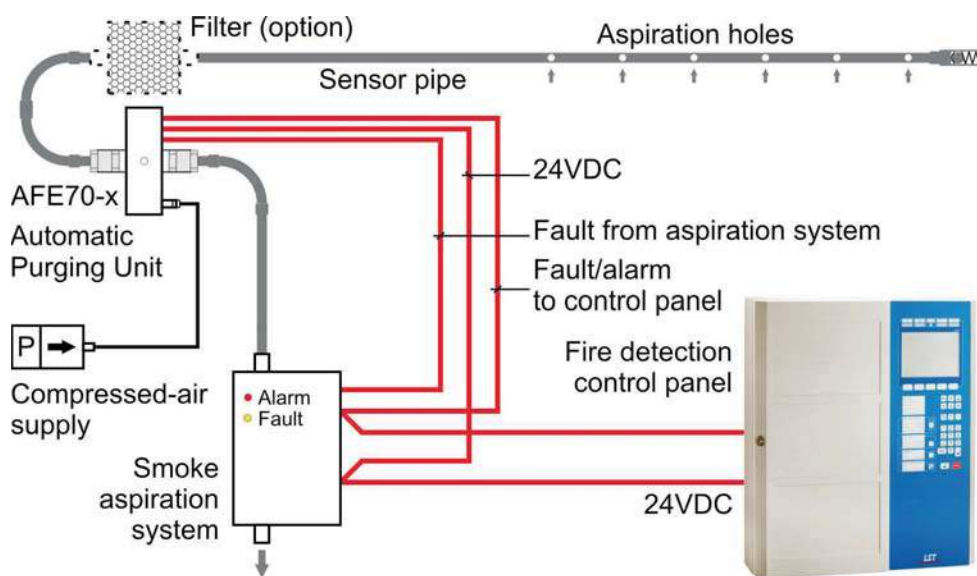 Filter (option)
Aspiration holes
W
Sensor pipe
24VDC
AFE70-x
Fault from aspiration system
Automatic
Purging Unit
Fault/alarm
to control panel
P
Fire detection
control panel
Compressed-air
supply
Alarm
Fault
Smoke
aspiration
system
24VDC
LST